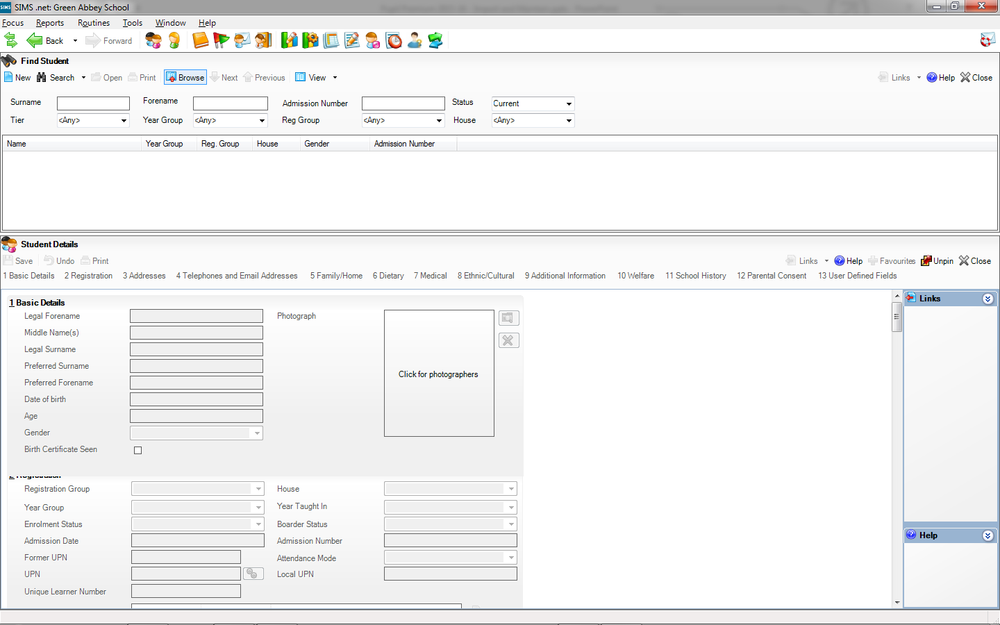 SIMS SIMS .net: Green Abbey School
Focus Reports Routines Tools Window Help
Back Forward
Find Student
New Search Open Print Browse Next Previous View Links Help Close
Surname Forename Admission Number Status Current
Tier <Any> Year Group <Any> Reg Group <Any> House <Any>
Name Year Group Reg. Group House Gender Admission Number
Student Details
Save Undo Print Links Help Favourites Unpin Close
1 Basic Details 2 Registration 3 Addresses 4 Telephones and Email Addresses 5 Family/Home 6 Dietary 7 Medical 8 Ethnic/Cultural 9 Additional Information 10 Welfare 11 School History 12 Parental Consent 13 User Defined Fields
1 Basic Details
Links
Legal Forename Photograph
Middle Name(s)
Legal Surname
Preferred Surname
Click for photographers
Preferred Forename
Date of birth
Age
Gender
Birth Certificate Seen
2 Registration
Registration Group House
Year Group Year Taught In
Enrolment Status Boarder Status
Help
Admission Date Admission Number
Former UPN Attendance Mode
UPN Local UPN
Unique Learner Number